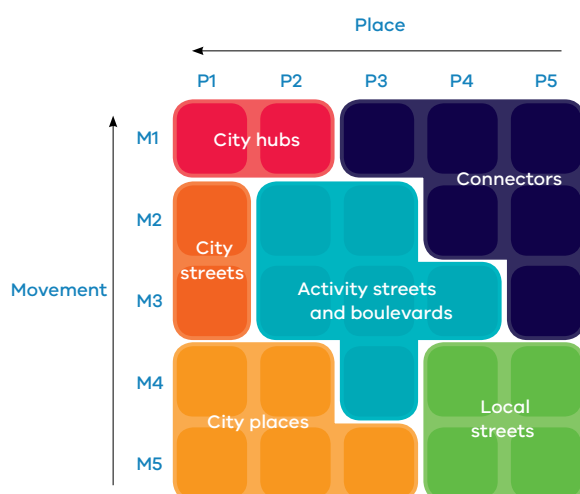 Place
P1 P2 P3 P4 P5
M1
City hubs
Connectors
M2
City
streets
Movement
M3
Activity streets
and boulevards
M4
City places
Local
streets
M5